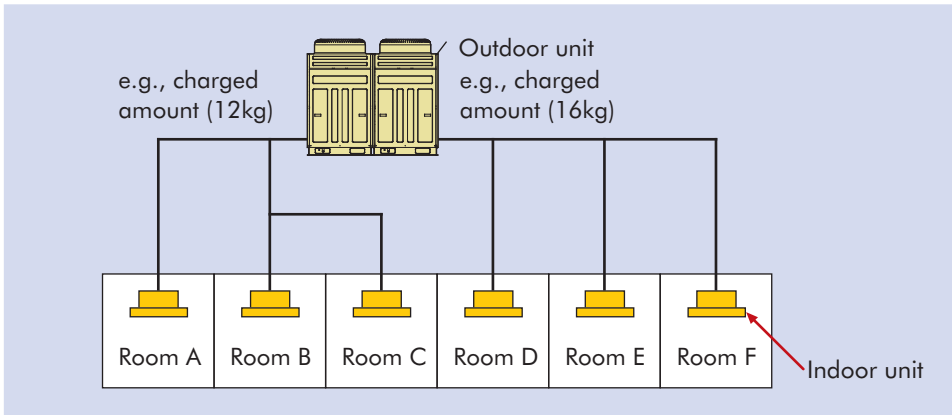 Outdoor unit
e.g., charged
amount (12kg)
e.g., charged
amount (16kg)
Room A
Room B
Room C
Room D
Room E
Room F
Indoor unit